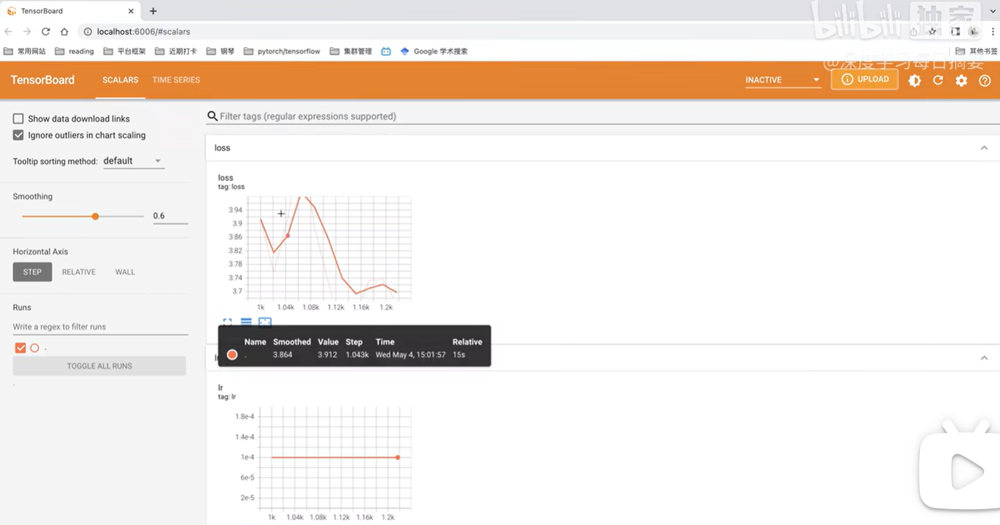 TensorBoard
localhost:6006/#scalars
bilibili 独家
常用网站 reading 平台框架 近期打卡 钢琴 pytorch/tensorflow 集群管理 Google 学术搜索 其他书签
@深度学习每日摘要
TensorBoard SCALARS TIME SERIES INACTIVE UPLOAD
Show data download links
Ignore outliers in chart scaling
Tooltip sorting method: default
Smoothing
0.6
Horizontal Axis
STEP RELATIVE WALL
Runs
Write a regex to filter runs
.
TOGGLE ALL RUNS
.
Filter tags (regular expressions supported)
loss
loss
tag: loss
3.94
3.9
3.86
3.82
3.78
3.74
3.7
1k 1.04k 1.08k 1.12k 1.16k 1.2k
Name Smoothed Value Step Time Relative
. 3.864 3.912 1.043k Wed May 4, 15:01:57 15s
lr
tag: lr
1.8e-4
1.4e-4
1e-4
6e-5
2e-5
1k 1.04k 1.08k 1.12k 1.16k 1.2k